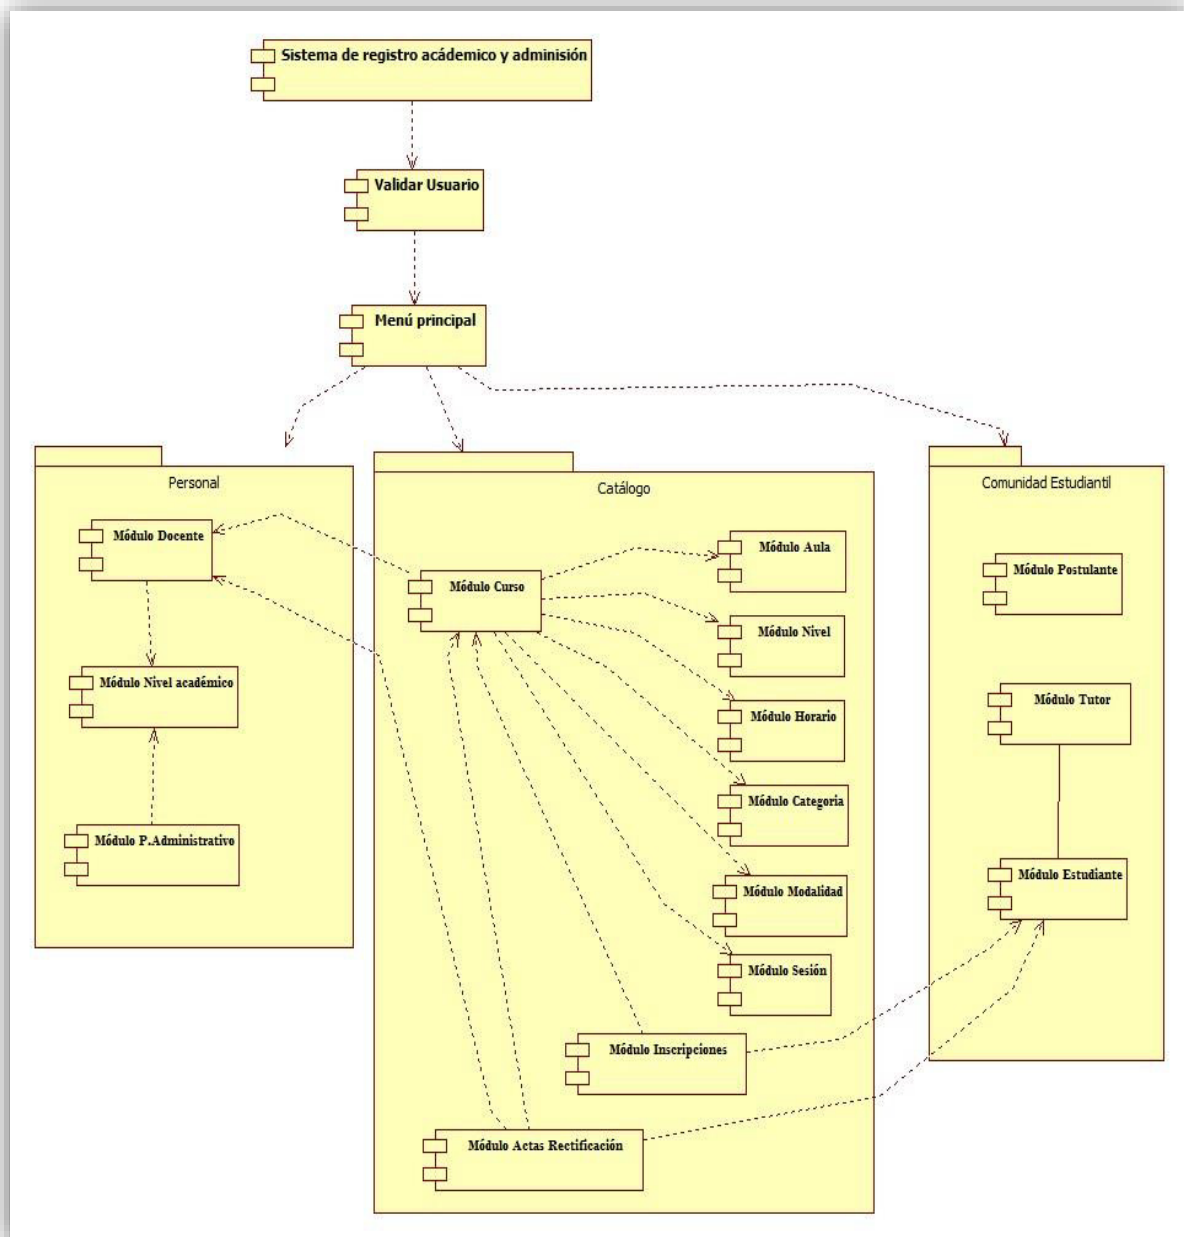 Sistema de registro acádemico y adminisión
Validar Usuario
Menú principal
Personal
Módulo Docente
Módulo Nivel académico
Módulo P.Administrativo
Catálogo
Módulo Curso
Módulo Aula
Módulo Nivel
Módulo Horario
Módulo Categoria
Módulo Modalidad
Módulo Sesión
Módulo Inscripciones
Módulo Actas Rectificación
Comunidad Estudiantil
Módulo Postulante
Módulo Tutor
Módulo Estudiante